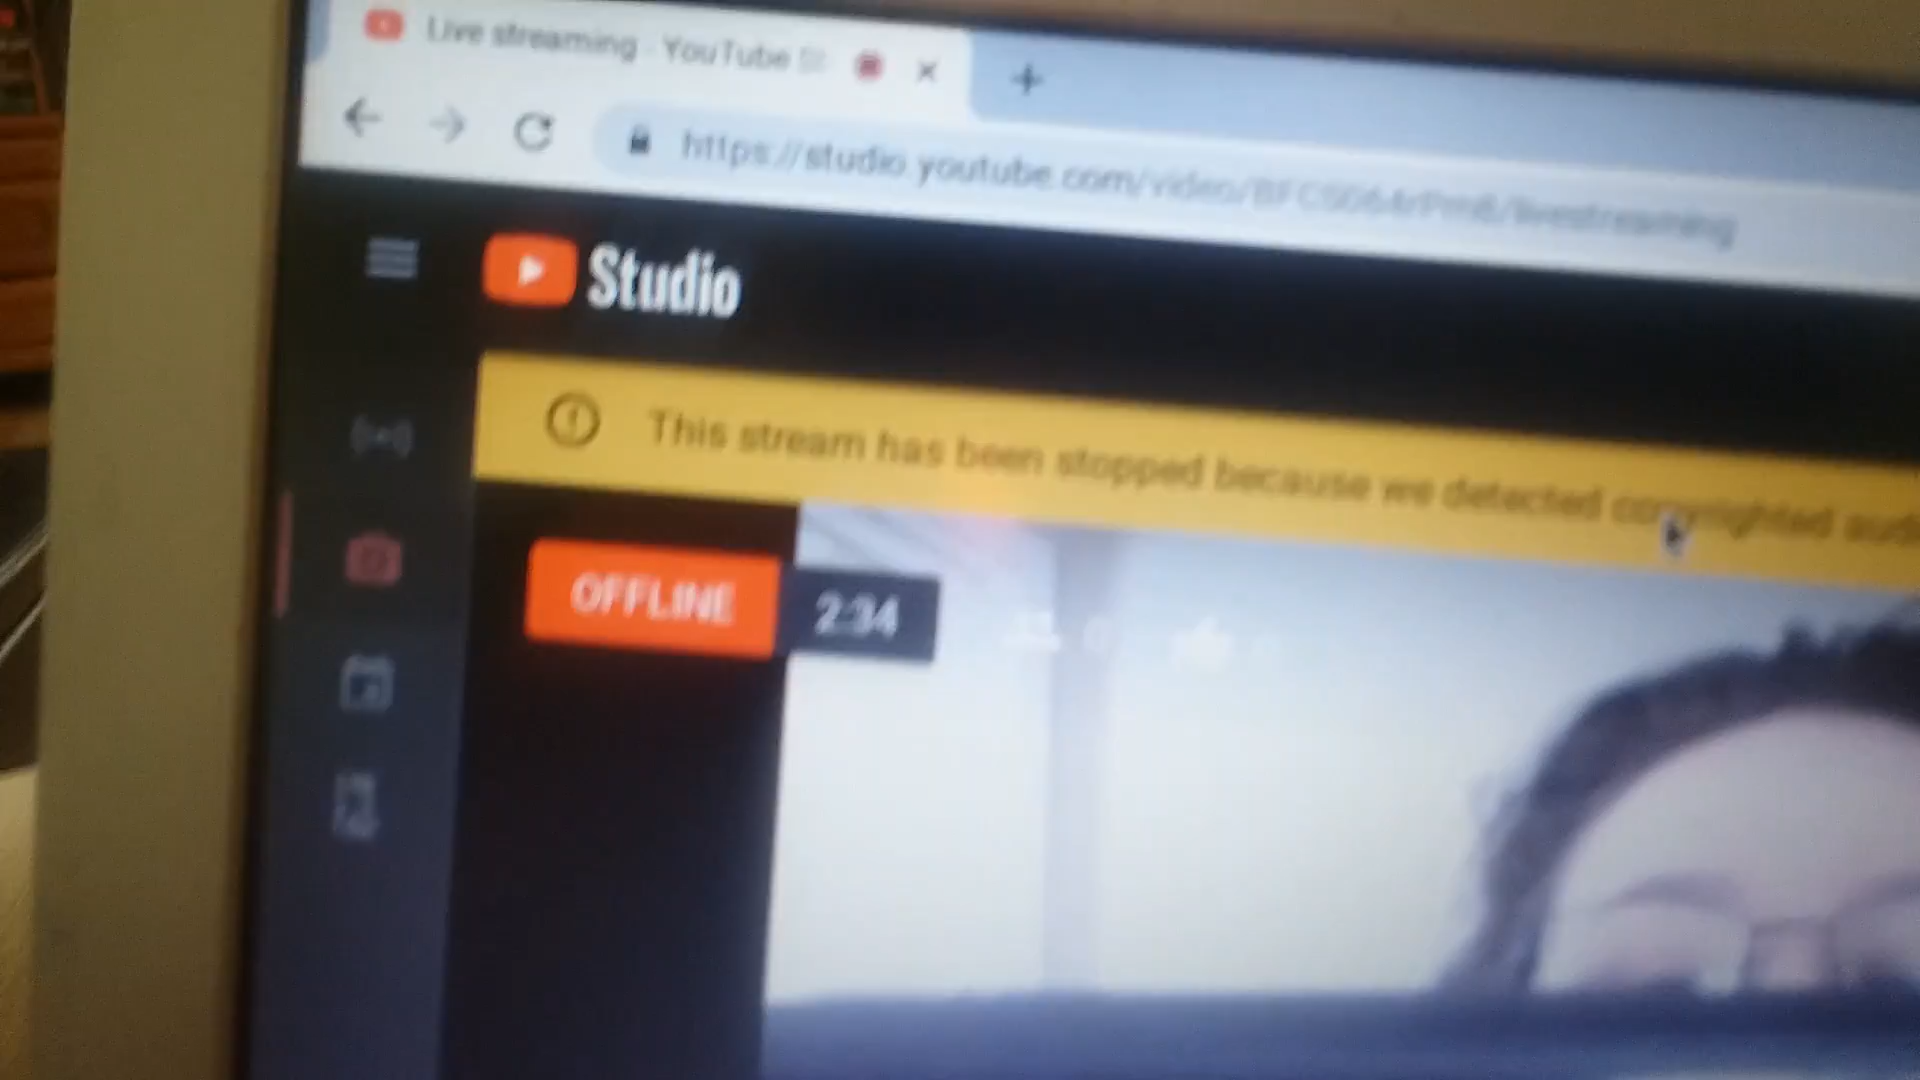 Live streaming - YouTube
https://studio.youtube.com/video/
Studio
This stream has been stopped because we detected copyrighted
OFFLINE 2:34